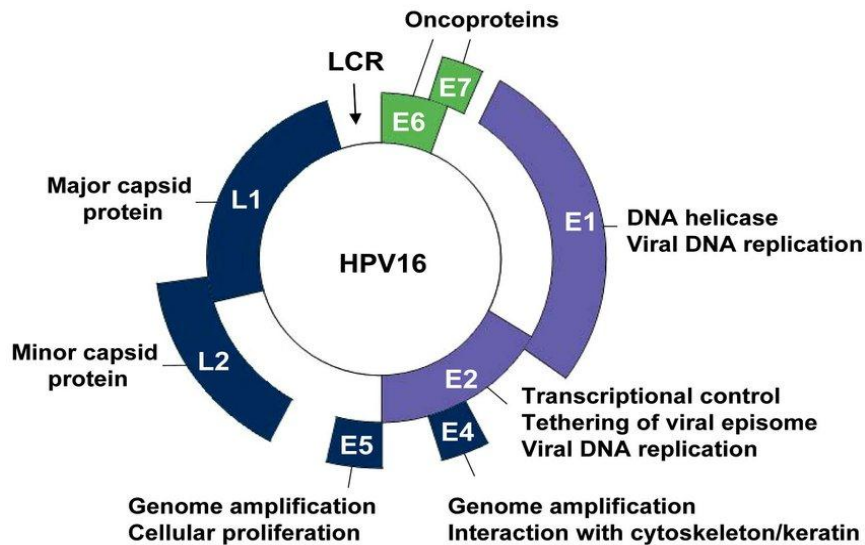 Oncoproteins
LCR
E7
E6
L1
Major capsid
protein
E1
DNA helicase
Viral DNA replication
HPV16
L2
Minor capsid
protein
E2
Transcriptional control
Tethering of viral episome
Viral DNA replication
E4
E5
Genome amplification
Cellular proliferation
Genome amplification
Interaction with cytoskeleton/keratin